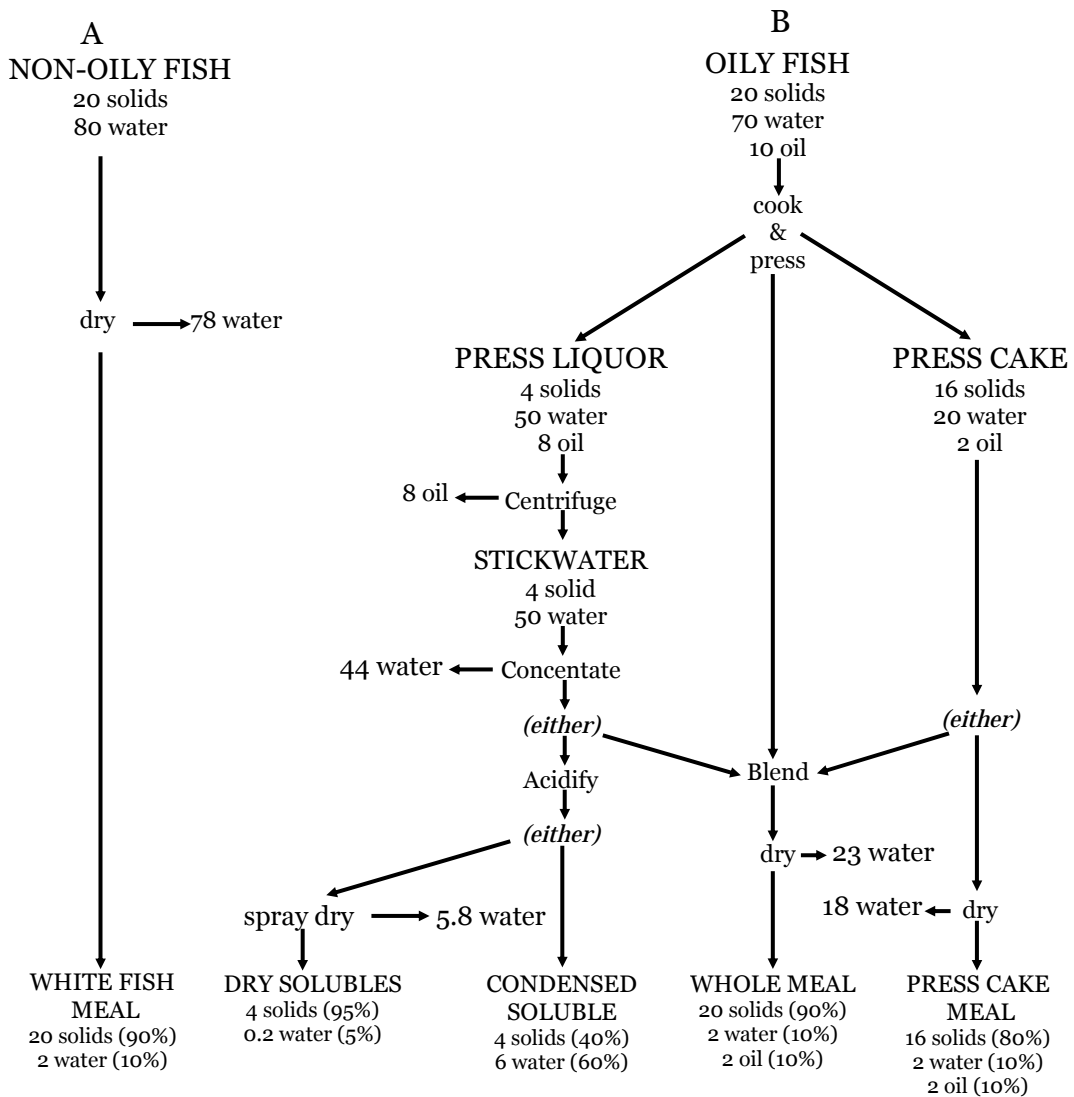 A
NON-OILY FISH
20 solids
80 water
dry
78 water
B
OILY FISH
20 solids
70 water
10 oil
cook
&
press
PRESS LIQUOR
4 solids
50 water
8 oil
8 oil
Centrifuge
STICKWATER
4 solid
50 water
44 water
Concentate
(either)
Acidify
(either)
spray dry
5.8 water
PRESS CAKE
16 solids
20 water
2 oil
(either)
Blend
dry
23 water
18 water
dry
WHITE FISH
MEAL
20 solids (90%)
2 water (10%)
DRY SOLUBLES
4 solids (95%)
0.2 water (5%)
CONDENSED
SOLUBLE
4 solids (40%)
6 water (60%)
WHOLE MEAL
20 solids (90%)
2 water (10%)
2 oil (10%)
PRESS CAKE
MEAL
16 solids (80%)
2 water (10%)
2 oil (10%)